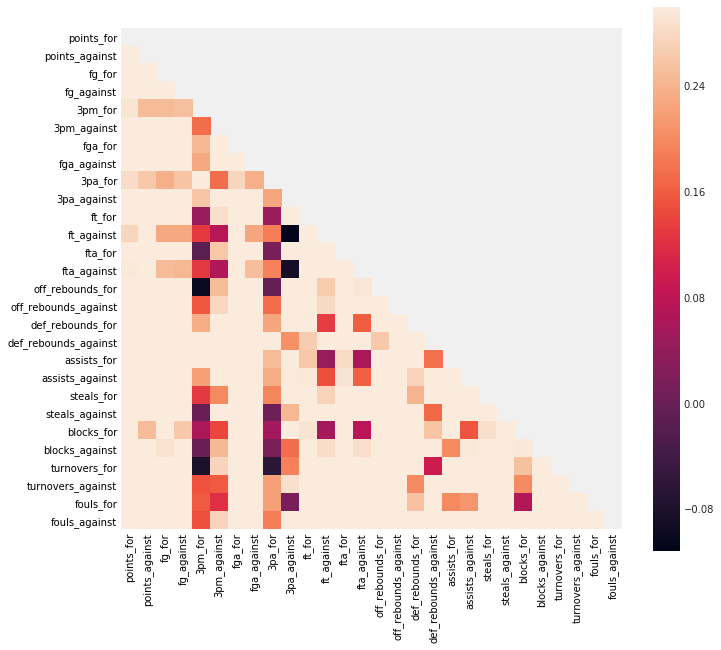 points_for
points_against
fg_for
fg_against
3pm_for
3pm_against
fga_for
fga_against
3pa_for
3pa_against
ft_for
ft_against
fta_for
fta_against
off_rebounds_for
off_rebounds_against
def_rebounds_for
def_rebounds_against
assists_for
assists_against
steals_for
steals_against
blocks_for
blocks_against
turnovers_for
turnovers_against
fouls_for
fouls_against
points_for
points_against
fg_for
fg_against
3pm_for
3pm_against
fga_for
fga_against
3pa_for
3pa_against
ft_for
ft_against
fta_for
fta_against
off_rebounds_for
off_rebounds_against
def_rebounds_for
def_rebounds_against
assists_for
assists_against
steals_for
steals_against
blocks_for
blocks_against
turnovers_for
turnovers_against
fouls_for
fouls_against
0.24
0.16
0.08
0.00
−0.08